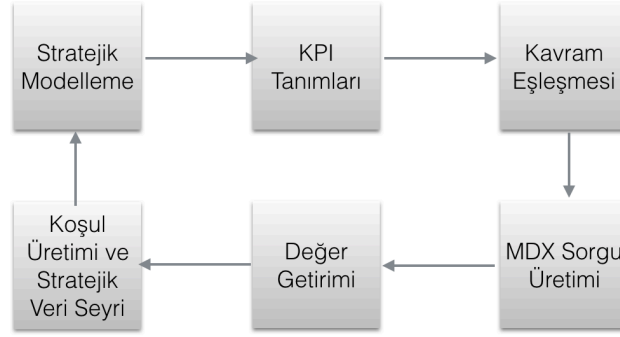 Stratejik
Modelleme
KPI
Tanımları
Kavram
Eşleşmesi
Koşul
Üretimi ve
Stratejik
Veri Seyri
Değer
Getirimi
MDX Sorgu
Üretimi